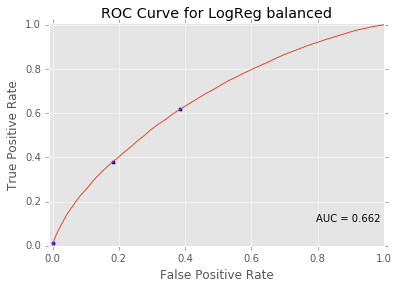 ROC Curve for LogReg balanced
1.0
0.8
0.6
0.4
0.2
0.0
True Positive Rate
AUC = 0.662
0.0 0.2 0.4 0.6 0.8 1.0
False Positive Rate